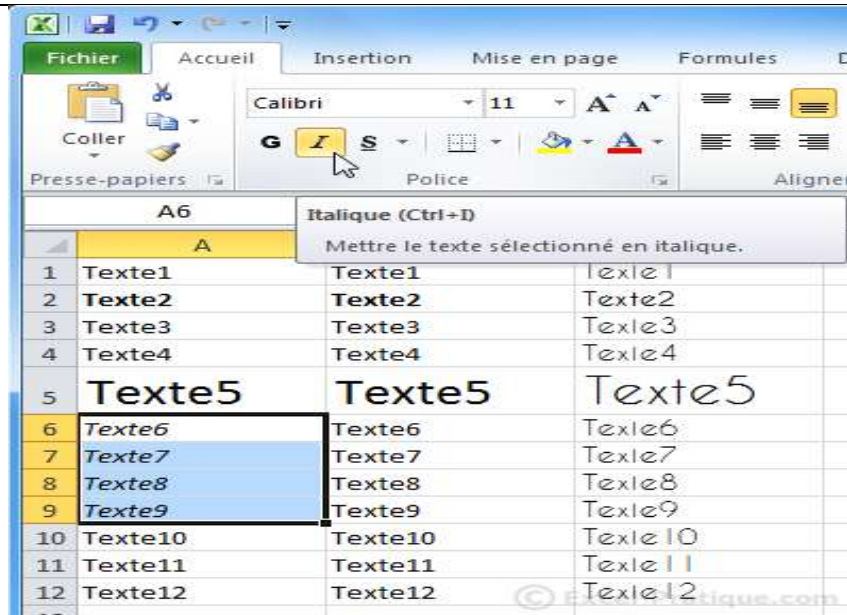 Fichier Accueil Insertion Mise en page Formules
Calibri 11 A A
Coller G I S A
Presse-papiers Police
A6
Italique (Ctrl+I)
Mettre le texte sélectionné en italique.
A
1 Texte1 Texte1 Texte1
2 Texte2 Texte2 Texte2
3 Texte3 Texte3 Texte3
4 Texte4 Texte4 Texte4
5 Texte5 Texte5 Texte5
6 Texte6 Texte6 Texte6
7 Texte7 Texte7 Texte7
8 Texte8 Texte8 Texte8
9 Texte9 Texte9 Texte9
10 Texte10 Texte10 Texte10
11 Texte11 Texte11 Texte11
12 Texte12 Texte12 Texte12